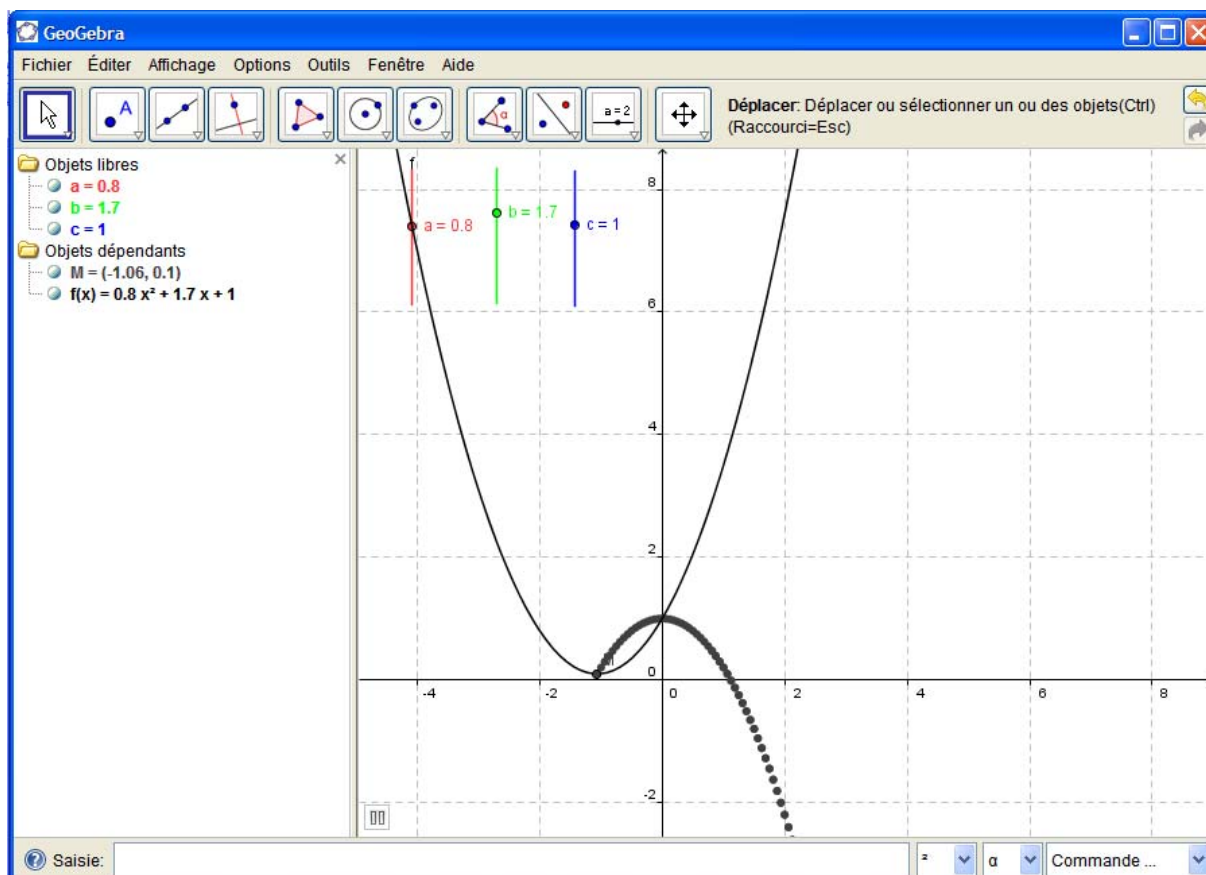 GeoGebra
Fichier Éditer Affichage Options Outils Fenêtre Aide
A
α
a = 2
Déplacer: Déplacer ou sélectionner un ou des objets(Ctrl)
(Raccourci=Esc)
Objets libres
a = 0.8
b = 1.7
c = 1
Objets dépendants
M = (-1.06, 0.1)
f(x) = 0.8 x² + 1.7 x + 1
f
a = 0.8
b = 1.7
c = 1
8
6
4
2
0
-2
-4 -2 0 2 4 6 8
Saisie:
² α Commande ...